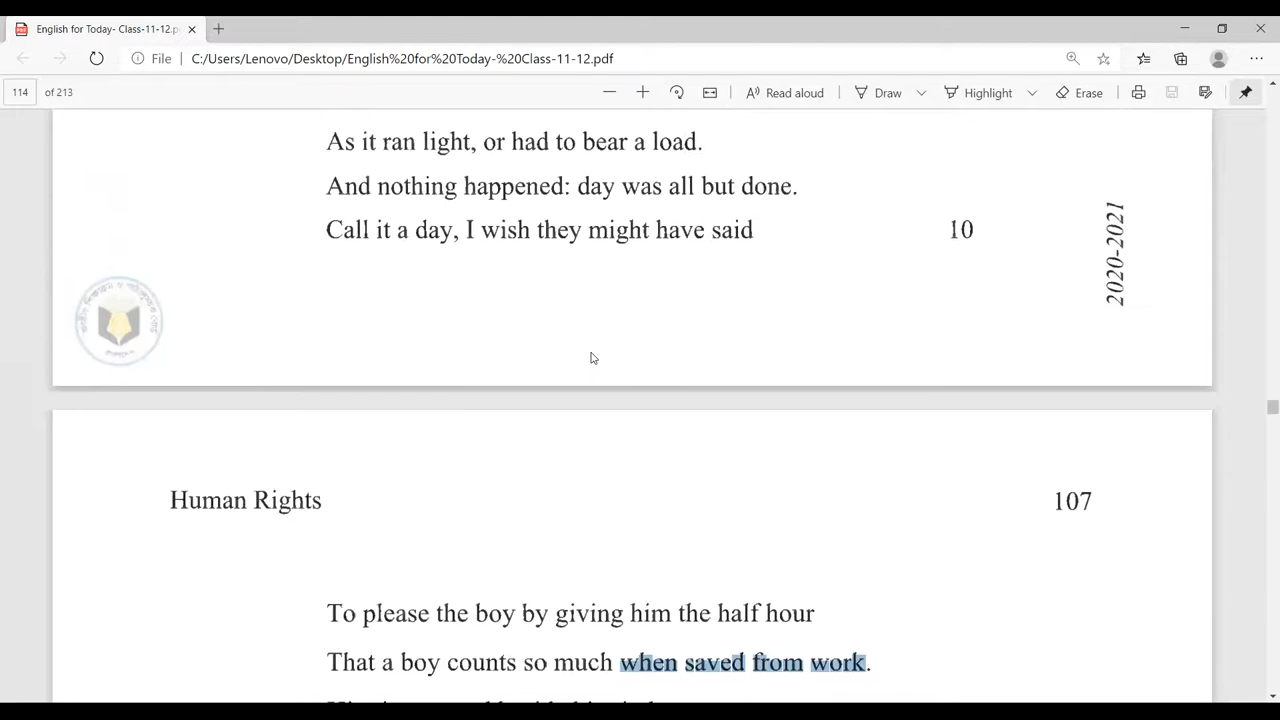 English for Today- Class-11-12.p
File C:/Users/Lenovo/Desktop/English%20for%20Today-%20Class-11-12.pdf
114 of 213 Read aloud Draw Highlight Erase
As it ran light, or had to bear a load.
And nothing happened: day was all but done.
Call it a day, I wish they might have said 10
2020-2021
Human Rights 107
To please the boy by giving him the half hour
That a boy counts so much when saved from work.